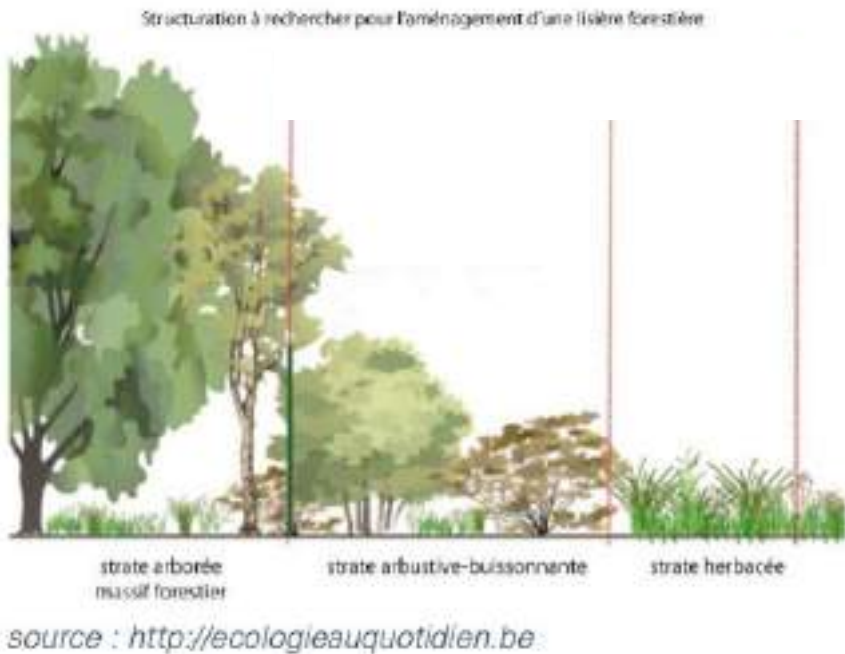 Structuration à rechercher pour l'aménagement d'une lisière forestière
strate arborée
massif forestier
strate arbustive-buissonnante
strate herbacée
source : http://ecologieauquotidien.be